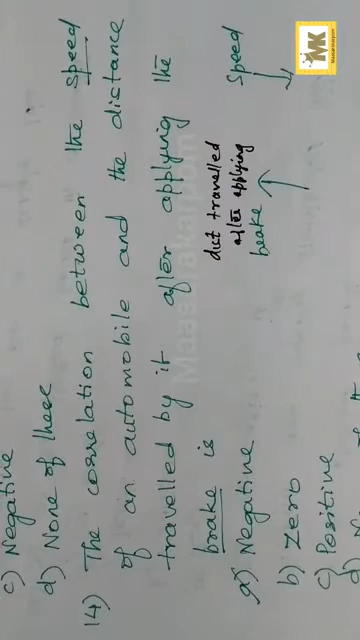 c) Negative
d) None of these
14) The correlation between the speed
of an automobile and the distance
travelled by it after applying the
brake is
a) Negative
b) Zero
c) Positive
d)
dist travelled
after applying
brake ↑
Speed ↓
MK